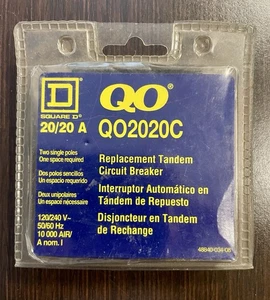 D
SQUARE D®
QO®
20/20 A
QO2020C
Two single poles
One space required
Replacement Tandem
Circuit Breaker
Dos polos sencillos
Un espacio requerido
Interruptor Automático en
Tándem de Repuesto
Deux unipolaires
Un espace nécessaire
Disjoncteur en Tandem
de Rechange
120/240 V~
50/60 Hz
10 000 AIR/
A nom. I